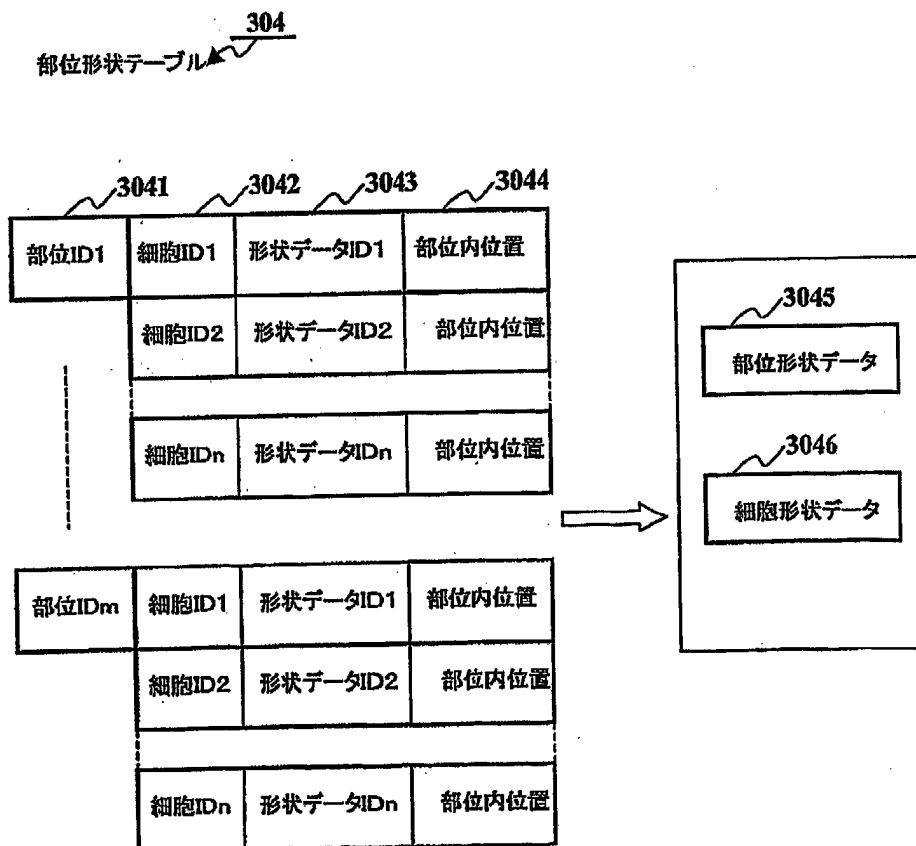 304
部位形状テーブル
3041 3042 3043 3044
部位ID1 細胞ID1 形状データID1 部位内位置
細胞ID2 形状データID2 部位内位置
細胞IDn 形状データIDn 部位内位置
部位IDm 細胞ID1 形状データID1 部位内位置
細胞ID2 形状データID2 部位内位置
細胞IDn 形状データIDn 部位内位置
3045
部位形状データ
3046
細胞形状データ